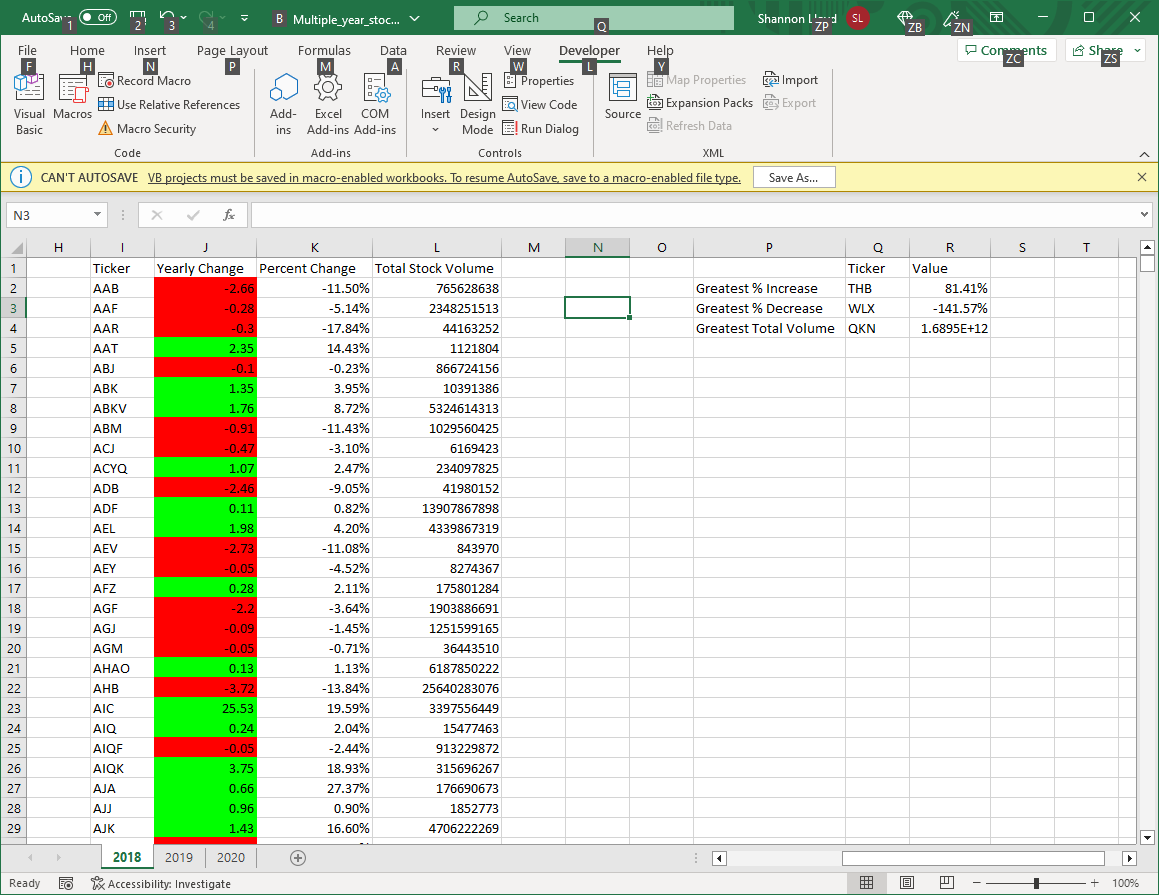 AutoSave Off 1 2 3 4 B Multiple_year_stoc... Search Q Shannon Lloyd SL ZP ZB ZN
File Home Insert Page Layout Formulas Data Review View Developer Help Comments Share
F H N P M A R W L Y ZC ZS
Visual Basic
Macros
Record Macro
Use Relative References
Macro Security
Code
Add-ins
Excel Add-ins
COM Add-ins
Add-ins
Insert
Design Mode
Properties
View Code
Run Dialog
Controls
Source
Map Properties
Expansion Packs
Refresh Data
Import
Export
XML
CAN'T AUTOSAVE VB projects must be saved in macro-enabled workbooks. To resume AutoSave, save to a macro-enabled file type. Save As...
N3 fx
H I J K L M N O P Q R S T
1 Ticker Yearly Change Percent Change Total Stock Volume Ticker Value
2 AAB -2.66 -11.50% 765628638 Greatest % Increase THB 81.41%
3 AAF -0.28 -5.14% 2348251513 Greatest % Decrease WLX -141.57%
4 AAR -0.3 -17.84% 44163252 Greatest Total Volume QKN 1.6895E+12
5 AAT 2.35 14.43% 1121804
6 ABJ -0.1 -0.23% 866724156
7 ABK 1.35 3.95% 10391386
8 ABKV 1.76 8.72% 5324614313
9 ABM -0.91 -11.43% 1029560425
10 ACJ -0.47 -3.10% 6169423
11 ACYQ 1.07 2.47% 234097825
12 ADB -2.46 -9.05% 41980152
13 ADF 0.11 0.82% 13907867898
14 AEL 1.98 4.20% 4339867319
15 AEV -2.73 -11.08% 843970
16 AEY -0.05 -4.52% 8274367
17 AFZ 0.28 2.11% 175801284
18 AGF -2.2 -3.64% 1903886691
19 AGJ -0.09 -1.45% 1251599165
20 AGM -0.05 -0.71% 36443510
21 AHAO 0.13 1.13% 6187850222
22 AHB -3.72 -13.84% 25640283076
23 AIC 25.53 19.59% 3397556449
24 AIQ 0.24 2.04% 15477463
25 AIQF -0.05 -2.44% 913229872
26 AIQK 3.75 18.93% 315696267
27 AJA 0.66 27.37% 176690673
28 AJJ 0.96 0.90% 1852773
29 AJK 1.43 16.60% 4706222269
2018 2019 2020
Ready Accessibility: Investigate 100%